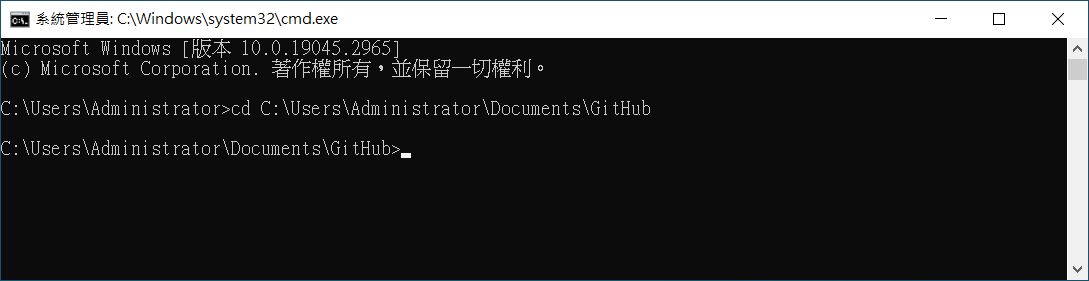 系統管理員: C:\Windows\system32\cmd.exe
Microsoft Windows [版本 10.0.19045.2965]
(c) Microsoft Corporation. 著作權所有，並保留一切權利。
C:\Users\Administrator>cd C:\Users\Administrator\Documents\GitHub
C:\Users\Administrator\Documents\GitHub>